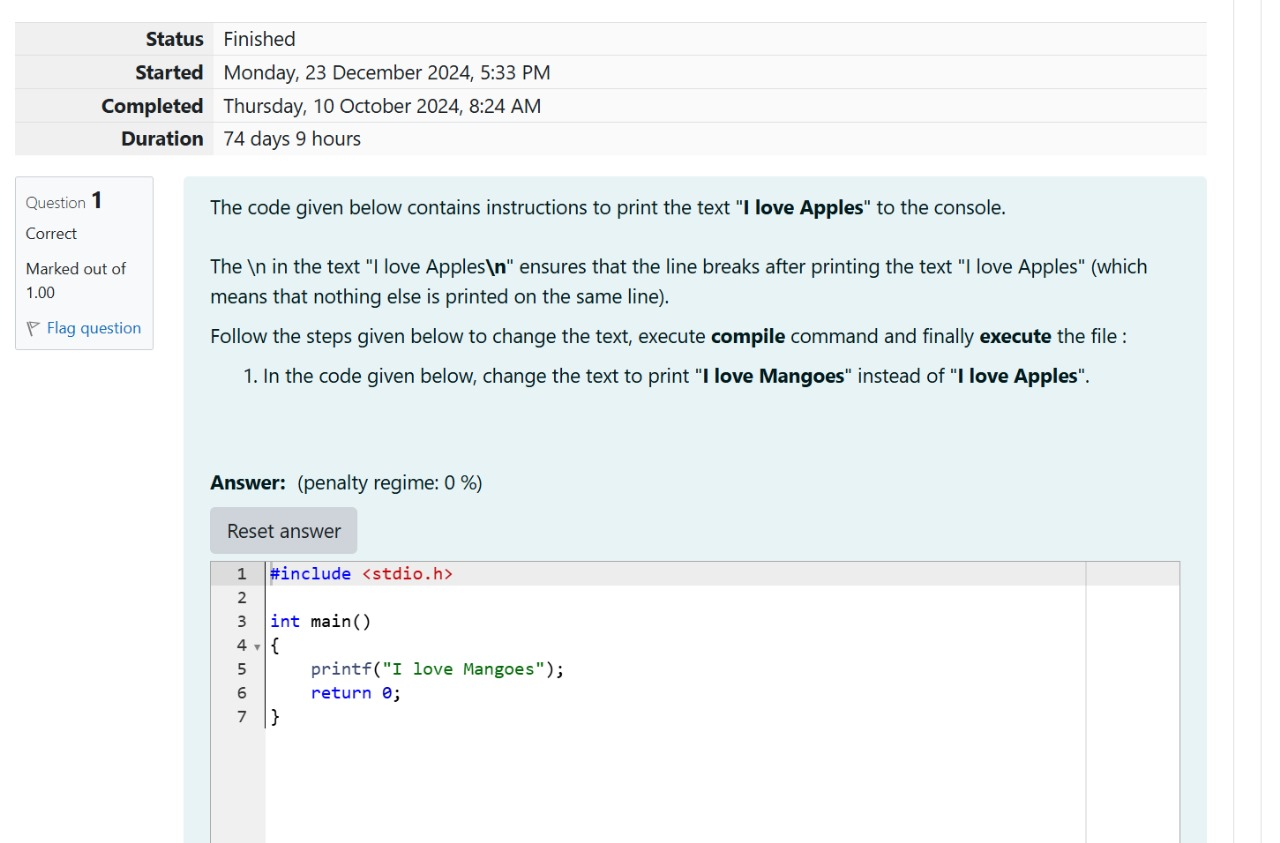 Status Finished
Started Monday, 23 December 2024, 5:33 PM
Completed Thursday, 10 October 2024, 8:24 AM
Duration 74 days 9 hours
Question 1
Correct
Marked out of
1.00
Flag question
The code given below contains instructions to print the text "I love Apples" to the console.
The \n in the text "I love Apples\n" ensures that the line breaks after printing the text "I love Apples" (which
means that nothing else is printed on the same line).
Follow the steps given below to change the text, execute compile command and finally execute the file :
1. In the code given below, change the text to print "I love Mangoes" instead of "I love Apples".
Answer: (penalty regime: 0 %)
Reset answer
1 #include <stdio.h>
2
3 int main()
4 {
5 printf("I love Mangoes");
6 return 0;
7 }